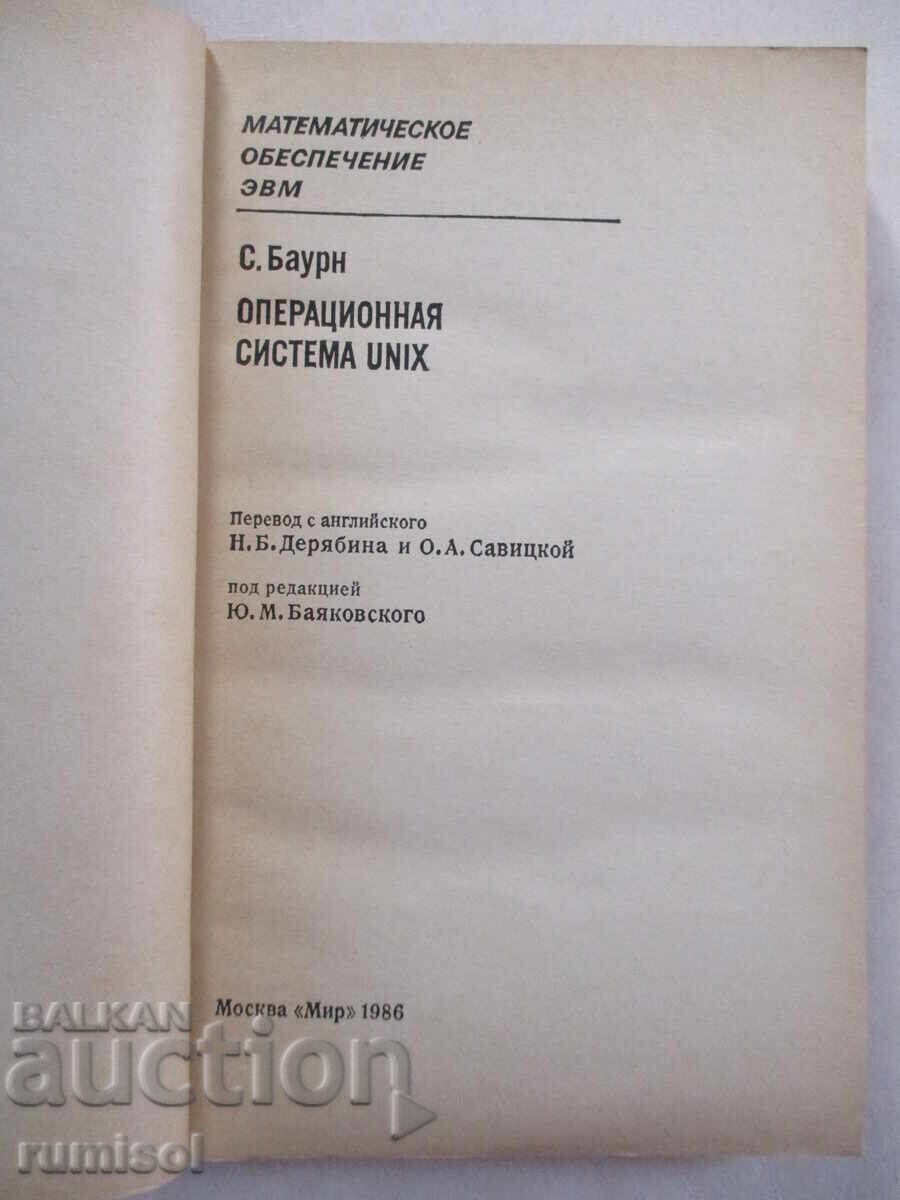 МАТЕМАТИЧЕСКОЕ
ОБЕСПЕЧЕНИЕ
ЭВМ
С. Баурн
ОПЕРАЦИОННАЯ
СИСТЕМА UNIX
Перевод с английского
Н. Б. Дерябина и О. А. Савицкой
под редакцией
Ю. М. Баяковского
Москва «Мир» 1986
BALKAN
auction
rumisol